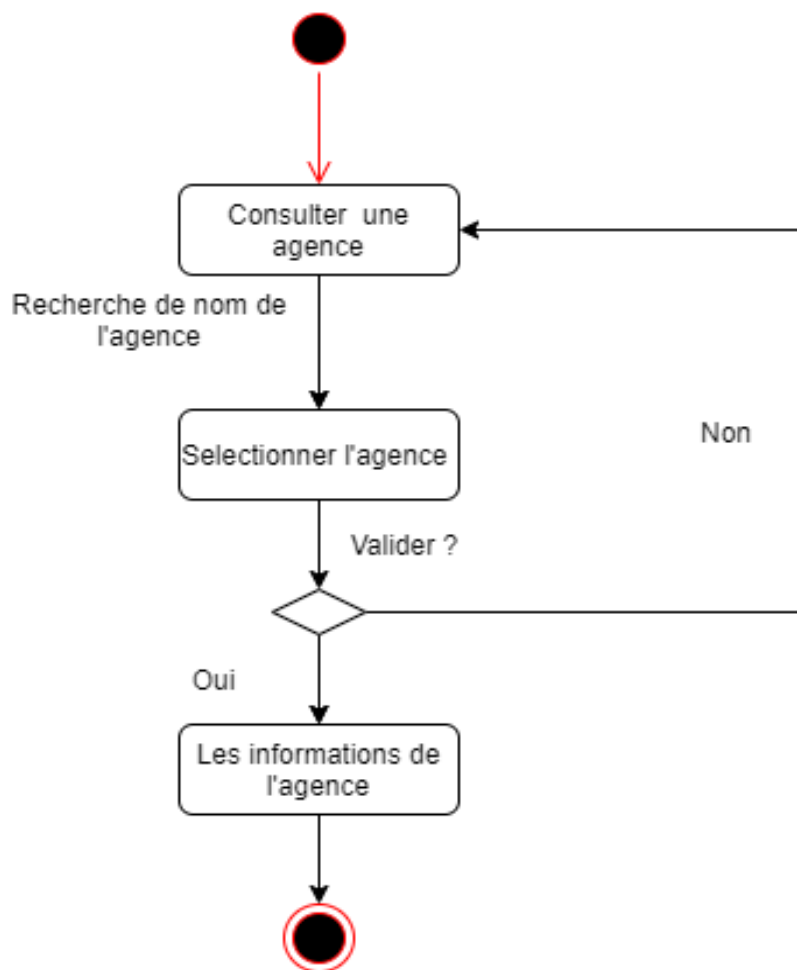 Consulter une
agence
Recherche de nom de
l'agence
Selectionner l'agence
Non
Valider ?
Oui
Les informations de
l'agence